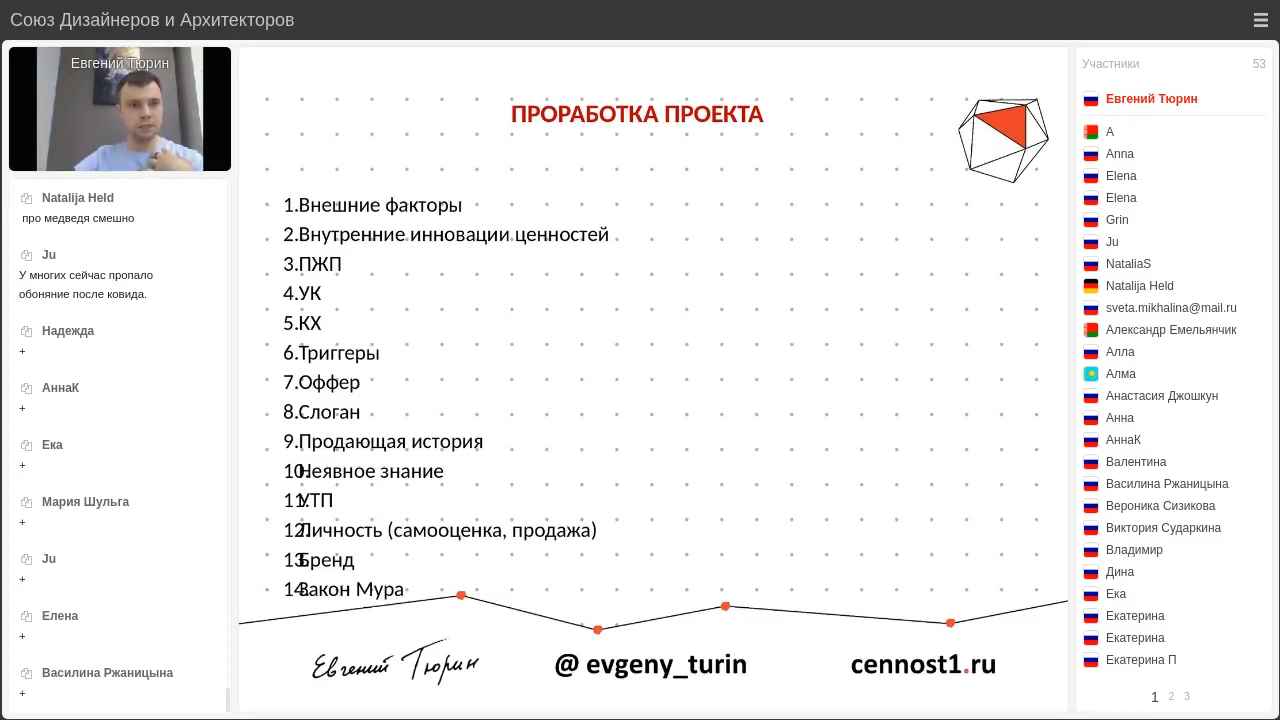 Союз Дизайнеров и Архитекторов
Евгений Тюрин
Natalija Held
про медведя смешно
Ju
У многих сейчас пропало
обоняние после ковида.
Надежда
+
АннаК
+
Ека
+
Мария Шульга
+
Ju
+
Елена
+
Василина Ржаницына
+
ПРОРАБОТКА ПРОЕКТА
1.Внешние факторы
2.Внутренние инновации ценностей
3.ПЖП
4.УК
5.КХ
6.Триггеры
7.Оффер
8.Слоган
9.Продающая история
10.Неявное знание
11.УТП
12.Личность (самооценка, продажа)
13.Бренд
14.Закон Мура
Евгений Тюрин
@ evgeny_turin
cennost1.ru
Участники 53
Евгений Тюрин
А
Anna
Elena
Elena
Grin
Ju
NataliaS
Natalija Held
sveta.mikhalina@mail.ru
Александр Емельянчик
Алла
Алма
Анастасия Джошкун
Анна
АннаК
Валентина
Василина Ржаницына
Вероника Сизикова
Виктория Сударкина
Владимир
Дина
Ека
Екатерина
Екатерина
Екатерина П
1 2 3